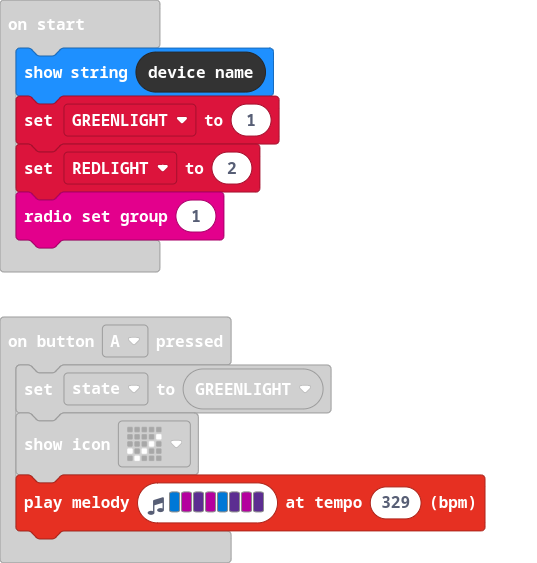 on start
show string device name
set GREENLIGHT to 1
set REDLIGHT to 2
radio set group 1
on button A pressed
set state to GREENLIGHT
show icon
play melody at tempo 329 (bpm)